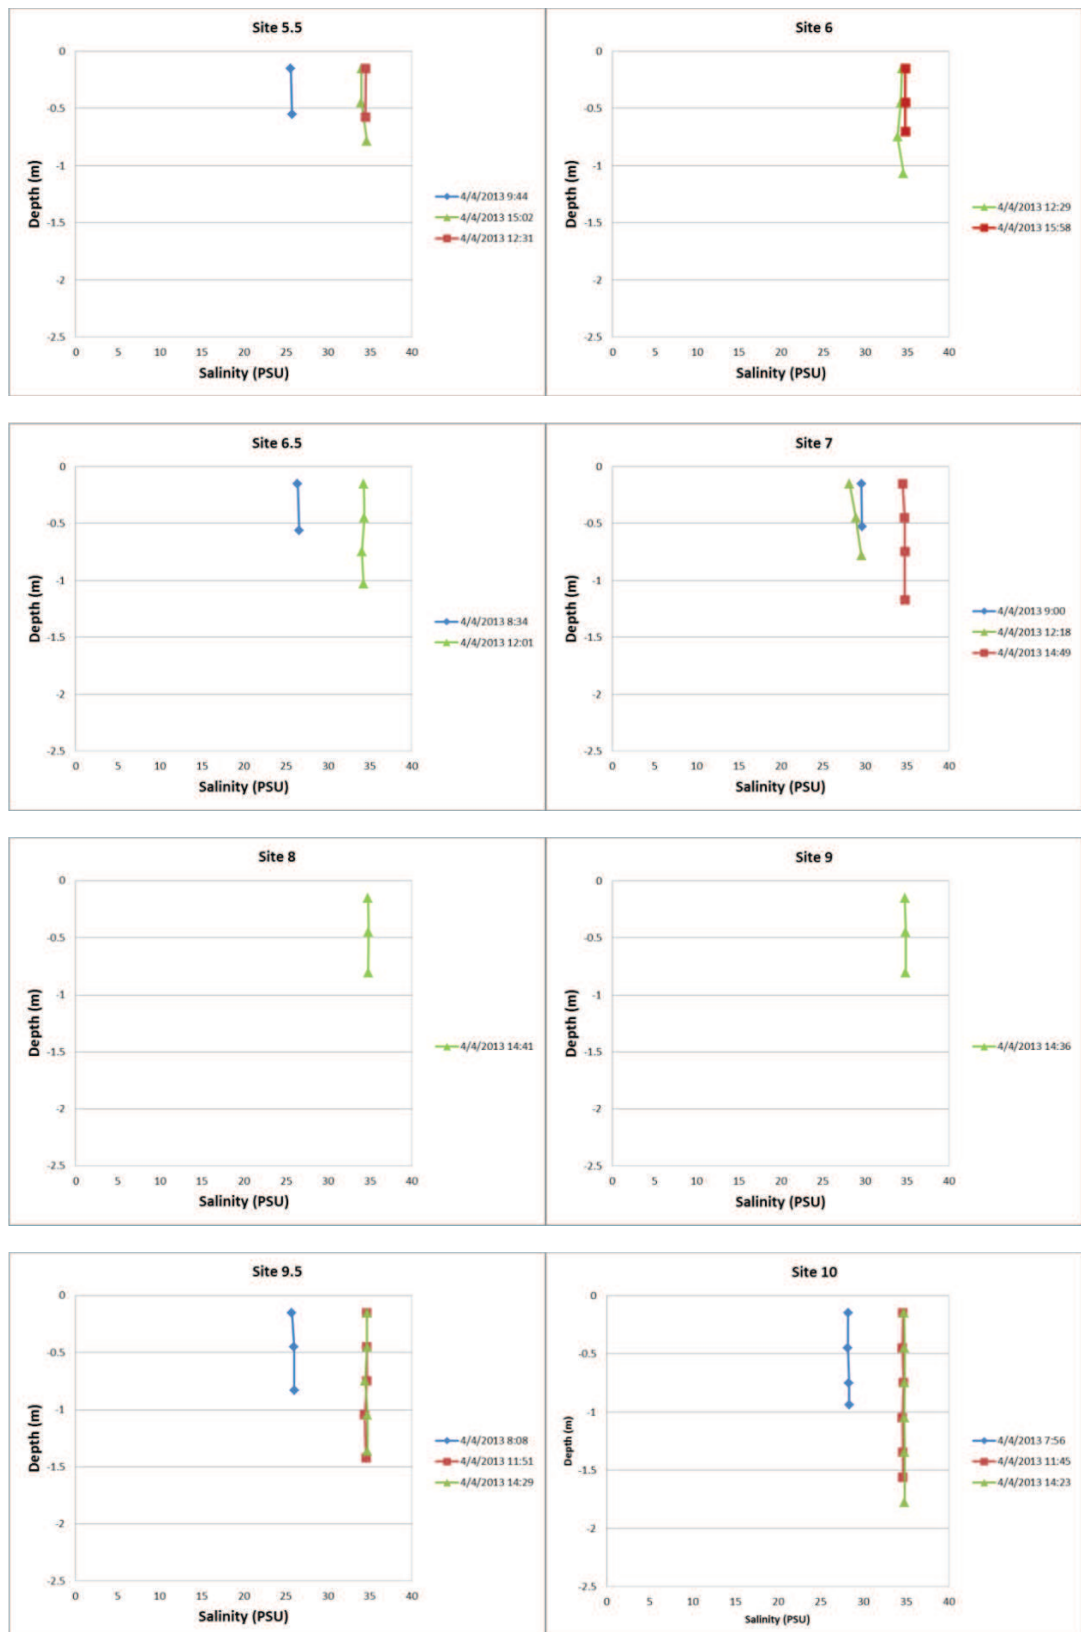 Site 5.5
0
-0.5
-1
-1.5
-2
-2.5
0 5 10 15 20 25 30 35 40
Depth (m)
Salinity (PSU)
4/4/2013 9:44
4/4/2013 15:02
4/4/2013 12:31
Site 6
0
-0.5
-1
-1.5
-2
-2.5
0 5 10 15 20 25 30 35 40
Depth (m)
Salinity (PSU)
4/4/2013 12:29
4/4/2013 15:58
Site 6.5
0
-0.5
-1
-1.5
-2
-2.5
0 5 10 15 20 25 30 35 40
Depth (m)
Salinity (PSU)
4/4/2013 8:34
4/4/2013 12:01
Site 7
0
-0.5
-1
-1.5
-2
-2.5
0 5 10 15 20 25 30 35 40
Depth (m)
Salinity (PSU)
4/4/2013 9:00
4/4/2013 12:18
4/4/2013 14:49
Site 8
0
-0.5
-1
-1.5
-2
-2.5
0 5 10 15 20 25 30 35 40
Depth (m)
Salinity (PSU)
4/4/2013 14:41
Site 9
0
-0.5
-1
-1.5
-2
-2.5
0 5 10 15 20 25 30 35 40
Depth (m)
Salinity (PSU)
4/4/2013 14:36
Site 9.5
0
-0.5
-1
-1.5
-2
-2.5
0 5 10 15 20 25 30 35 40
Depth (m)
Salinity (PSU)
4/4/2013 8:08
4/4/2013 11:51
4/4/2013 14:29
Site 10
0
-0.5
-1
-1.5
-2
-2.5
0 5 10 15 20 25 30 35 40
Depth (m)
Salinity (PSU)
4/4/2013 7:56
4/4/2013 11:45
4/4/2013 14:23